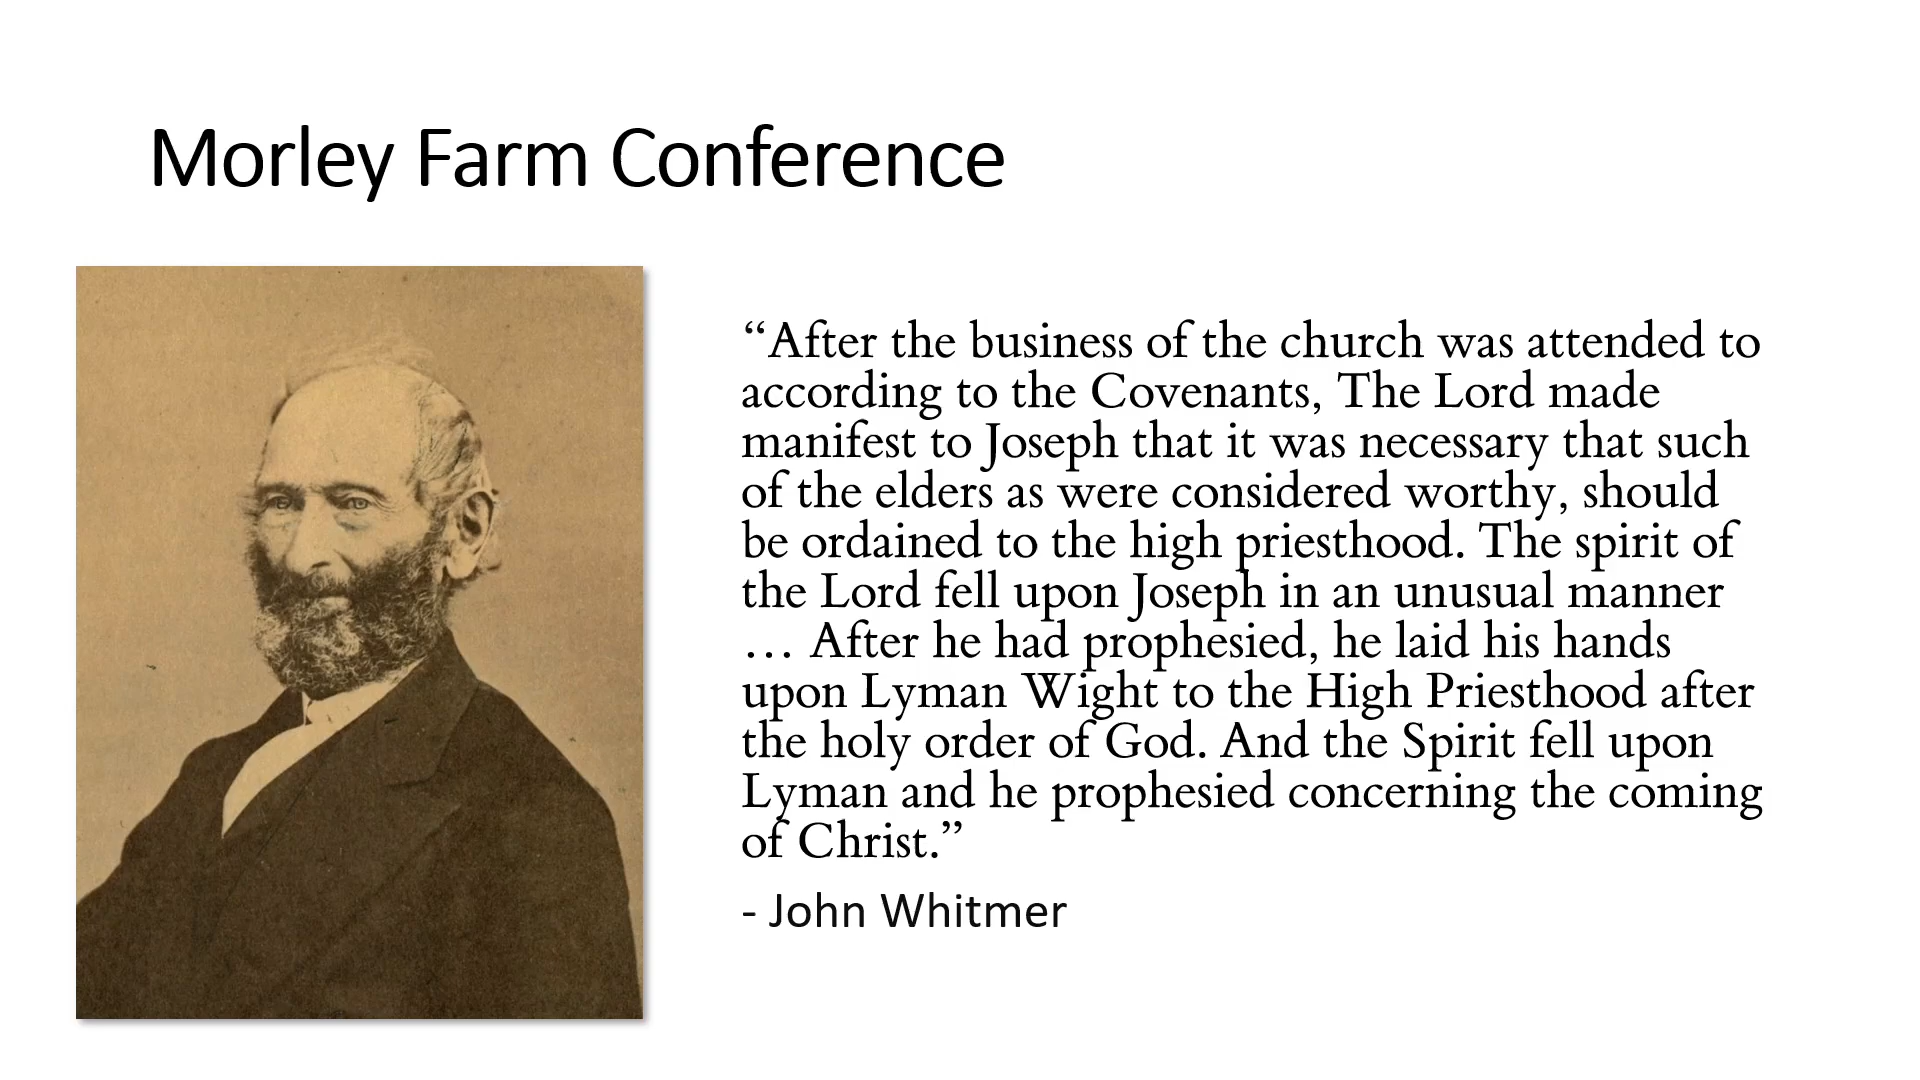 Morley Farm Conference
“After the business of the church was attended to
according to the Covenants, The Lord made
manifest to Joseph that it was necessary that such
of the elders as were considered worthy, should
be ordained to the high priesthood. The spirit of
the Lord fell upon Joseph in an unusual manner
… After he had prophesied, he laid his hands
upon Lyman Wight to the High Priesthood after
the holy order of God. And the Spirit fell upon
Lyman and he prophesied concerning the coming
of Christ.”
- John Whitmer